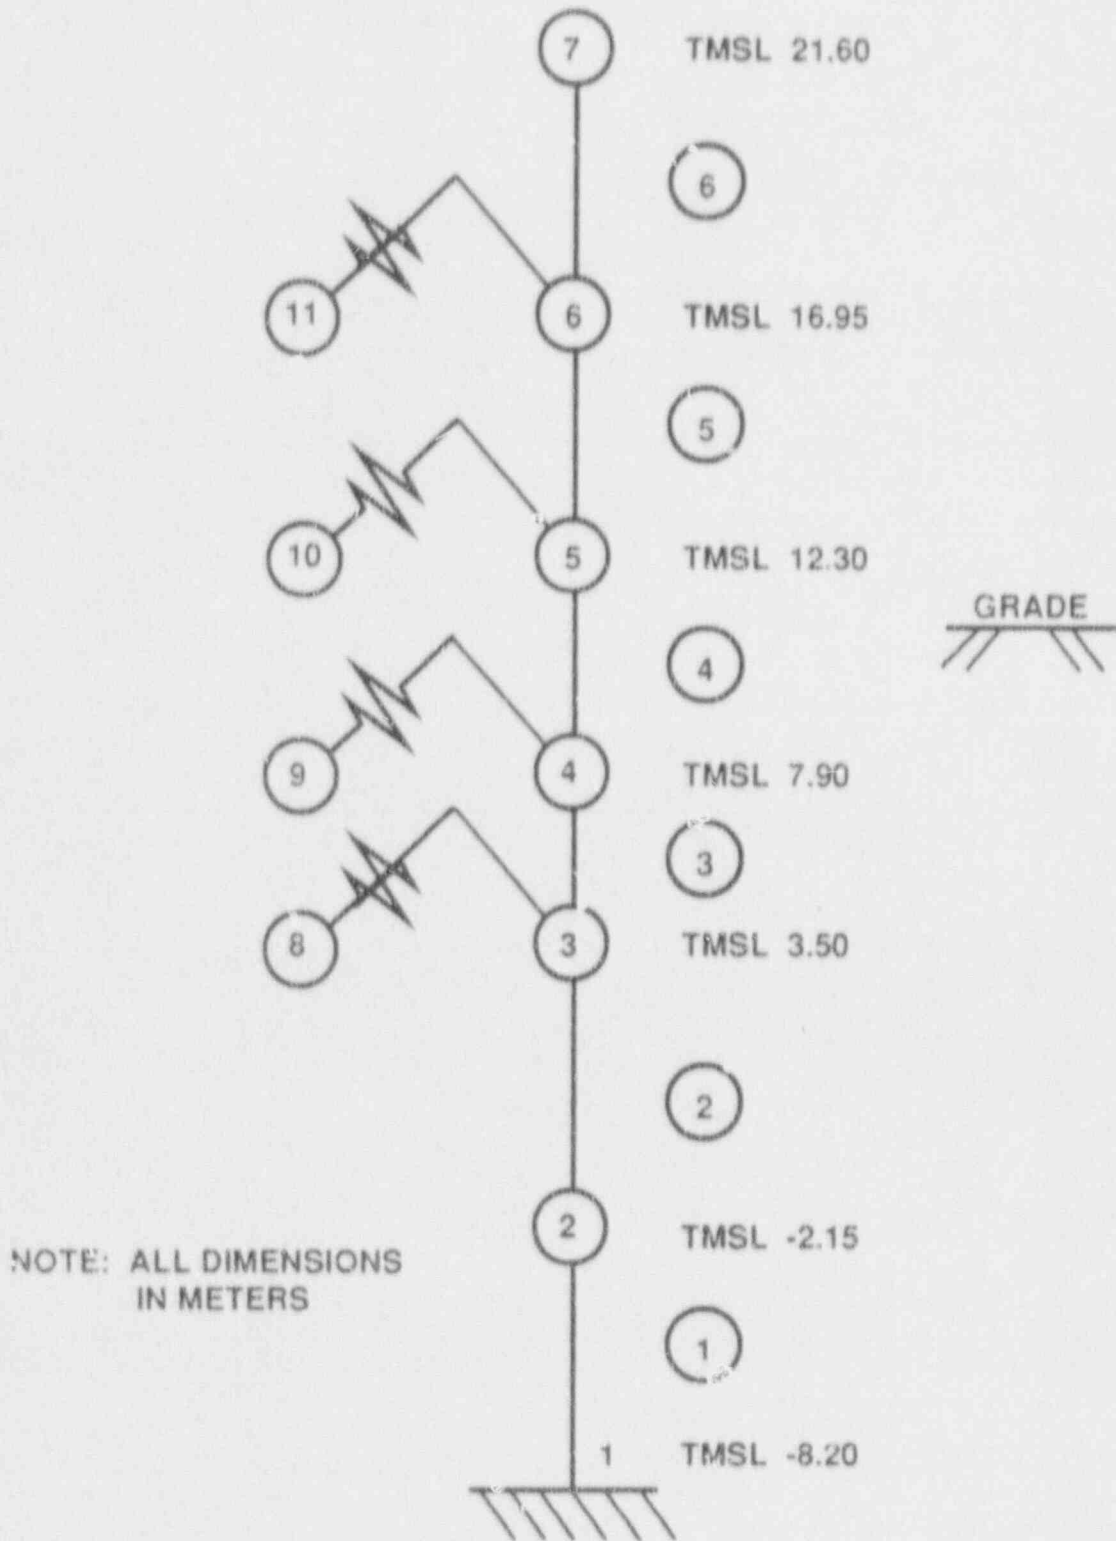 7 TMSL 21.60
6
11 6 TMSL 16.95
5
10 5 TMSL 12.30
GRADE
4
9 4 TMSL 7.90
3
8 3 TMSL 3.50
2
2 TMSL -2.15
NOTE: ALL DIMENSIONS
IN METERS
1
1 TMSL -8.20